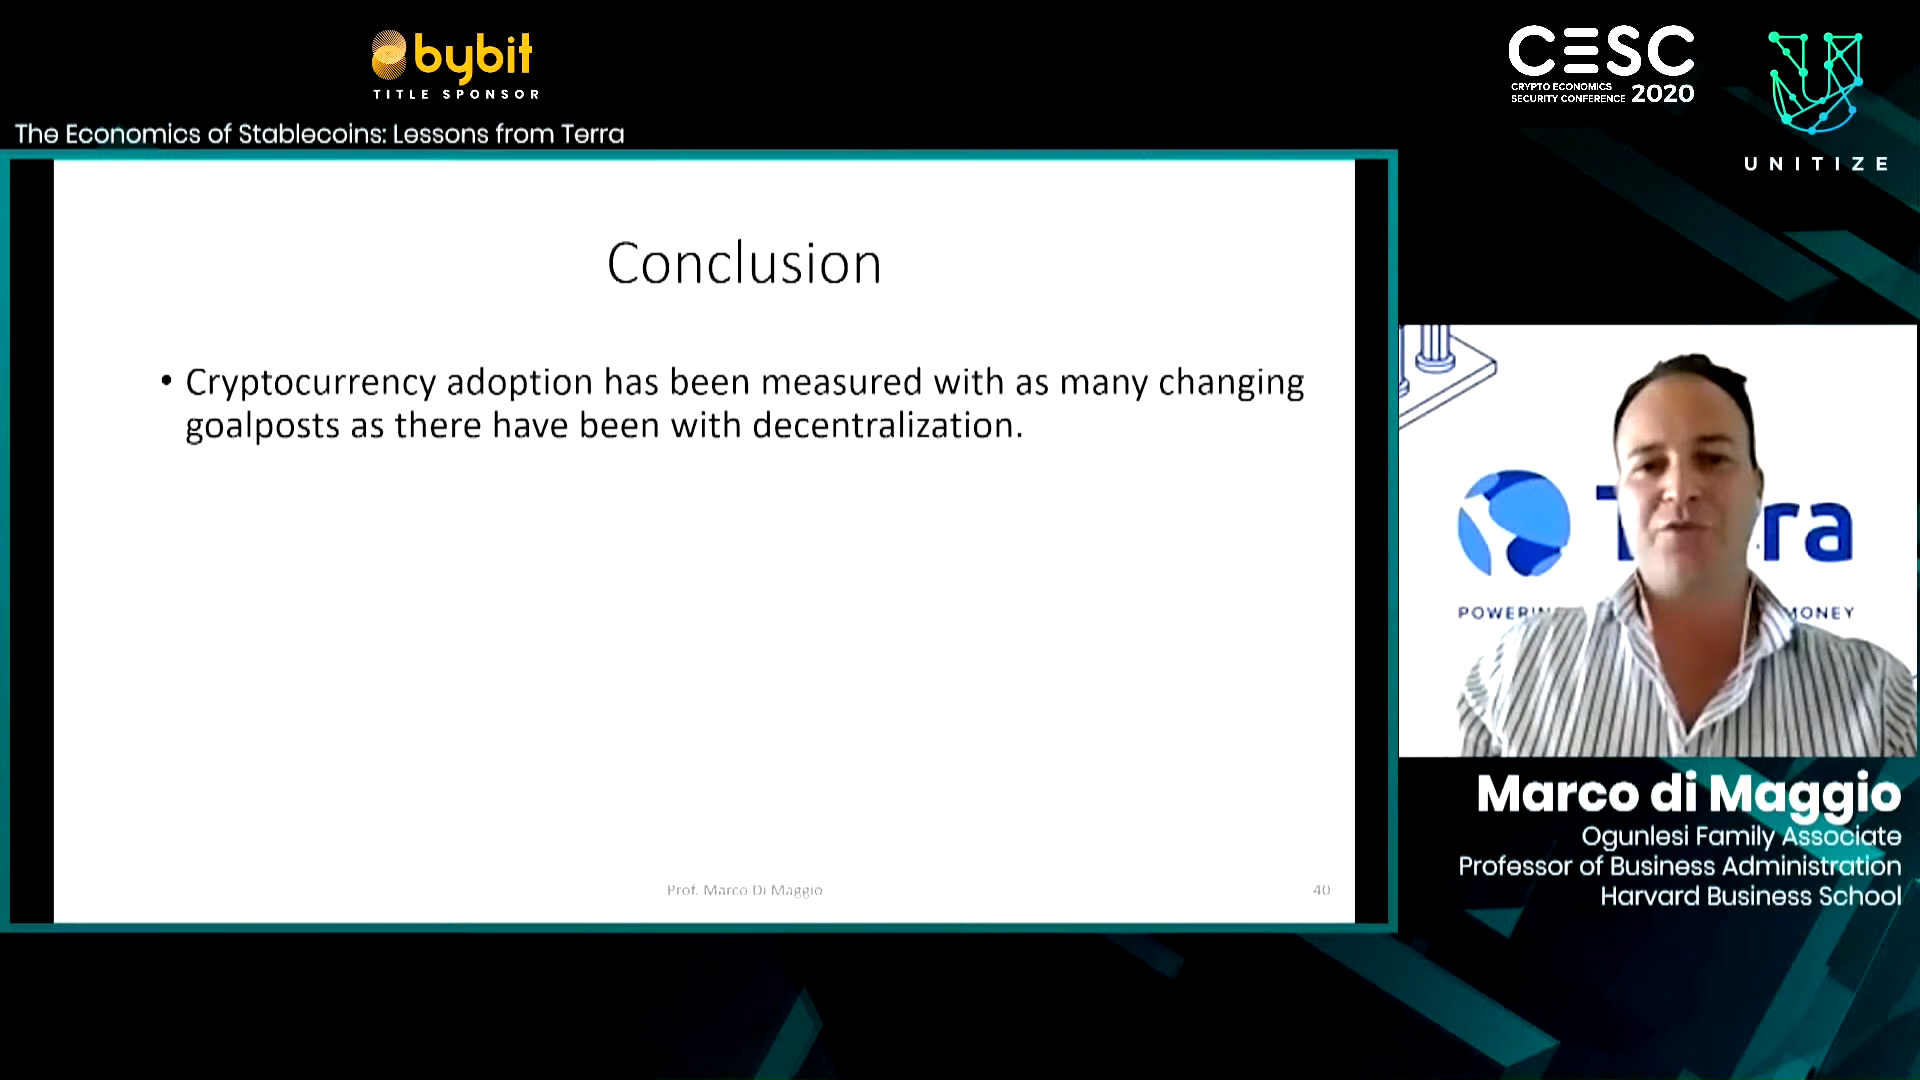 bybit
TITLE SPONSOR
CESC
CRYPTO ECONOMICS
SECURITY CONFERENCE 2020
UNITIZE
The Economics of Stablecoins: Lessons from Terra
Conclusion
• Cryptocurrency adoption has been measured with as many changing
goalposts as there have been with decentralization.
Prof. Marco Di Maggio
40
Marco di Maggio
Ogunlesi Family Associate
Professor of Business Administration
Harvard Business School